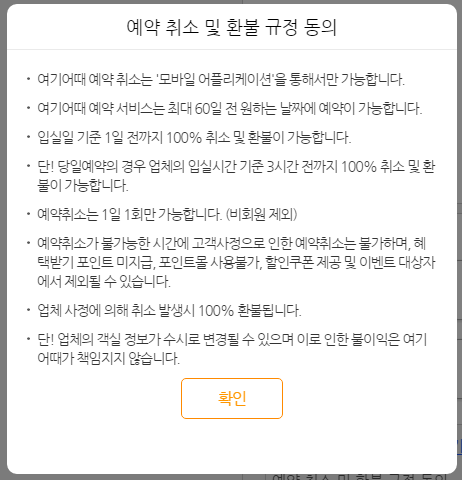 예약 취소 및 환불 규정 동의
• 여기어때 예약 취소는 '모바일 어플리케이션'을 통해서만 가능합니다.
• 여기어때 예약 서비스는 최대 60일 전 원하는 날짜에 예약이 가능합니다.
• 입실일 기준 1일 전까지 100% 취소 및 환불이 가능합니다.
• 단! 당일예약의 경우 업체의 입실시간 기준 3시간 전까지 100% 취소 및 환
불이 가능합니다.
• 예약취소는 1일 1회만 가능합니다. (비회원 제외)
• 예약취소가 불가능한 시간에 고객사정으로 인한 예약취소는 불가하며, 혜
택받기 포인트 미지급, 포인트몰 사용불가, 할인쿠폰 제공 및 이벤트 대상자
에서 제외될 수 있습니다.
• 업체 사정에 의해 취소 발생시 100% 환불됩니다.
• 단! 업체의 객실 정보가 수시로 변경될 수 있으며 이로 인한 불이익은 여기
어때가 책임지지 않습니다.
확인